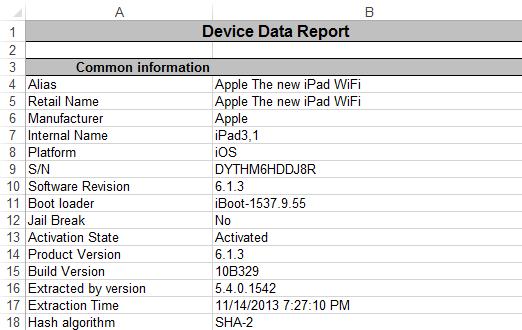 A B
1 Device Data Report
2
3 Common information
4 Alias Apple The new iPad WiFi
5 Retail Name Apple The new iPad WiFi
6 Manufacturer Apple
7 Internal Name iPad3,1
8 Platform iOS
9 S/N DYTHM6HDDJ8R
10 Software Revision 6.1.3
11 Boot loader iBoot-1537.9.55
12 Jail Break No
13 Activation State Activated
14 Product Version 6.1.3
15 Build Version 10B329
16 Extracted by version 5.4.0.1542
17 Extraction Time 11/14/2013 7:27:10 PM
18 Hash algorithm SHA-2